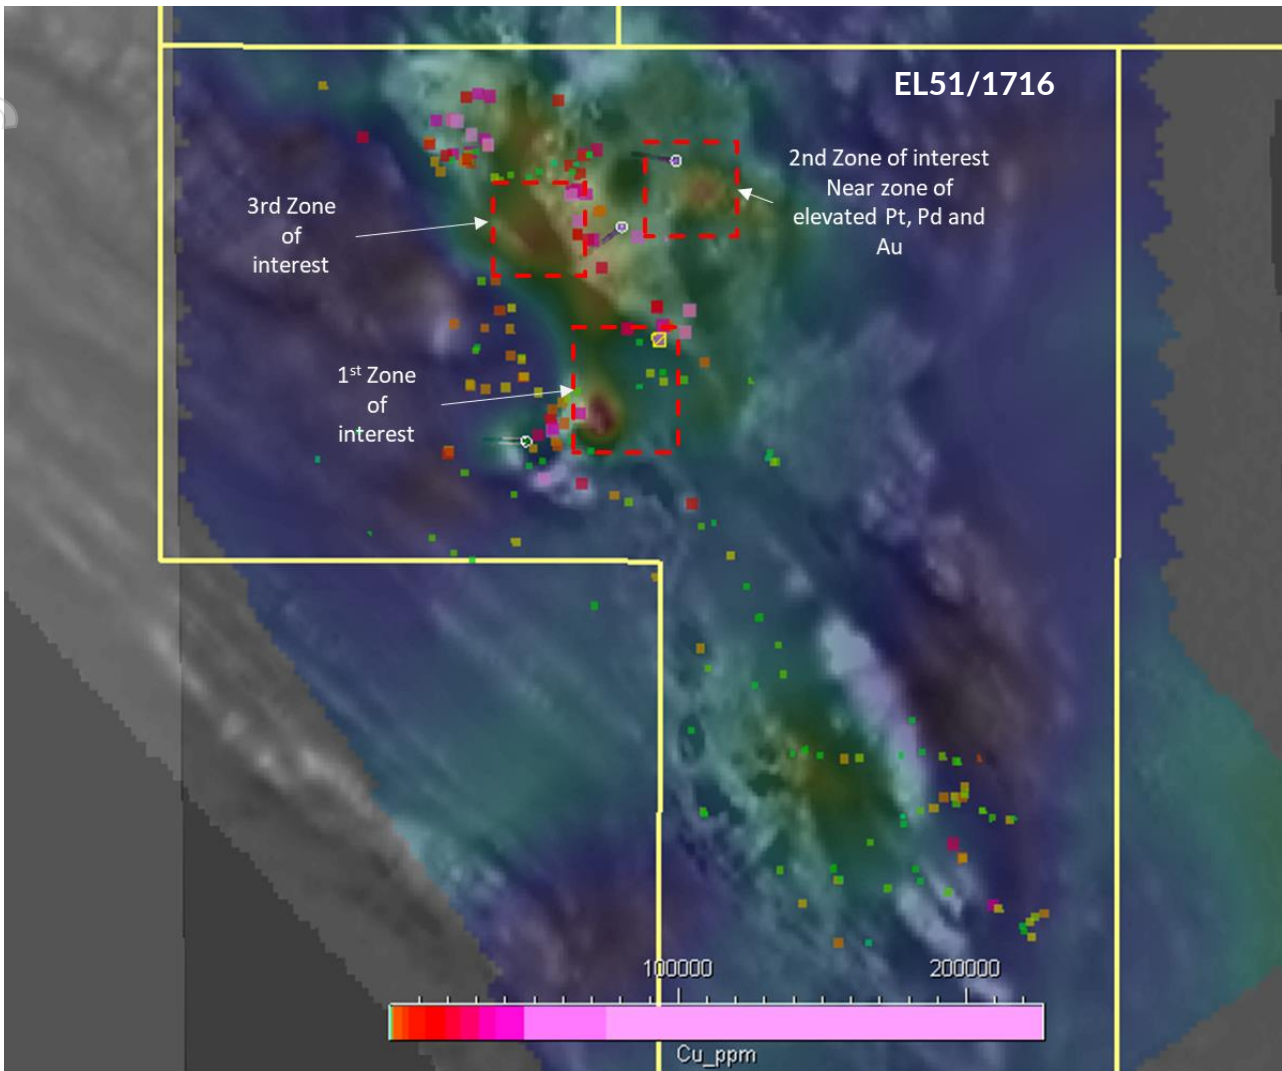 EL51/1716
2nd Zone of interest
Near zone of
elevated Pt, Pd and
Au
3rd Zone
of
interest
1st Zone
of
interest
100000
200000
Cu_ppm